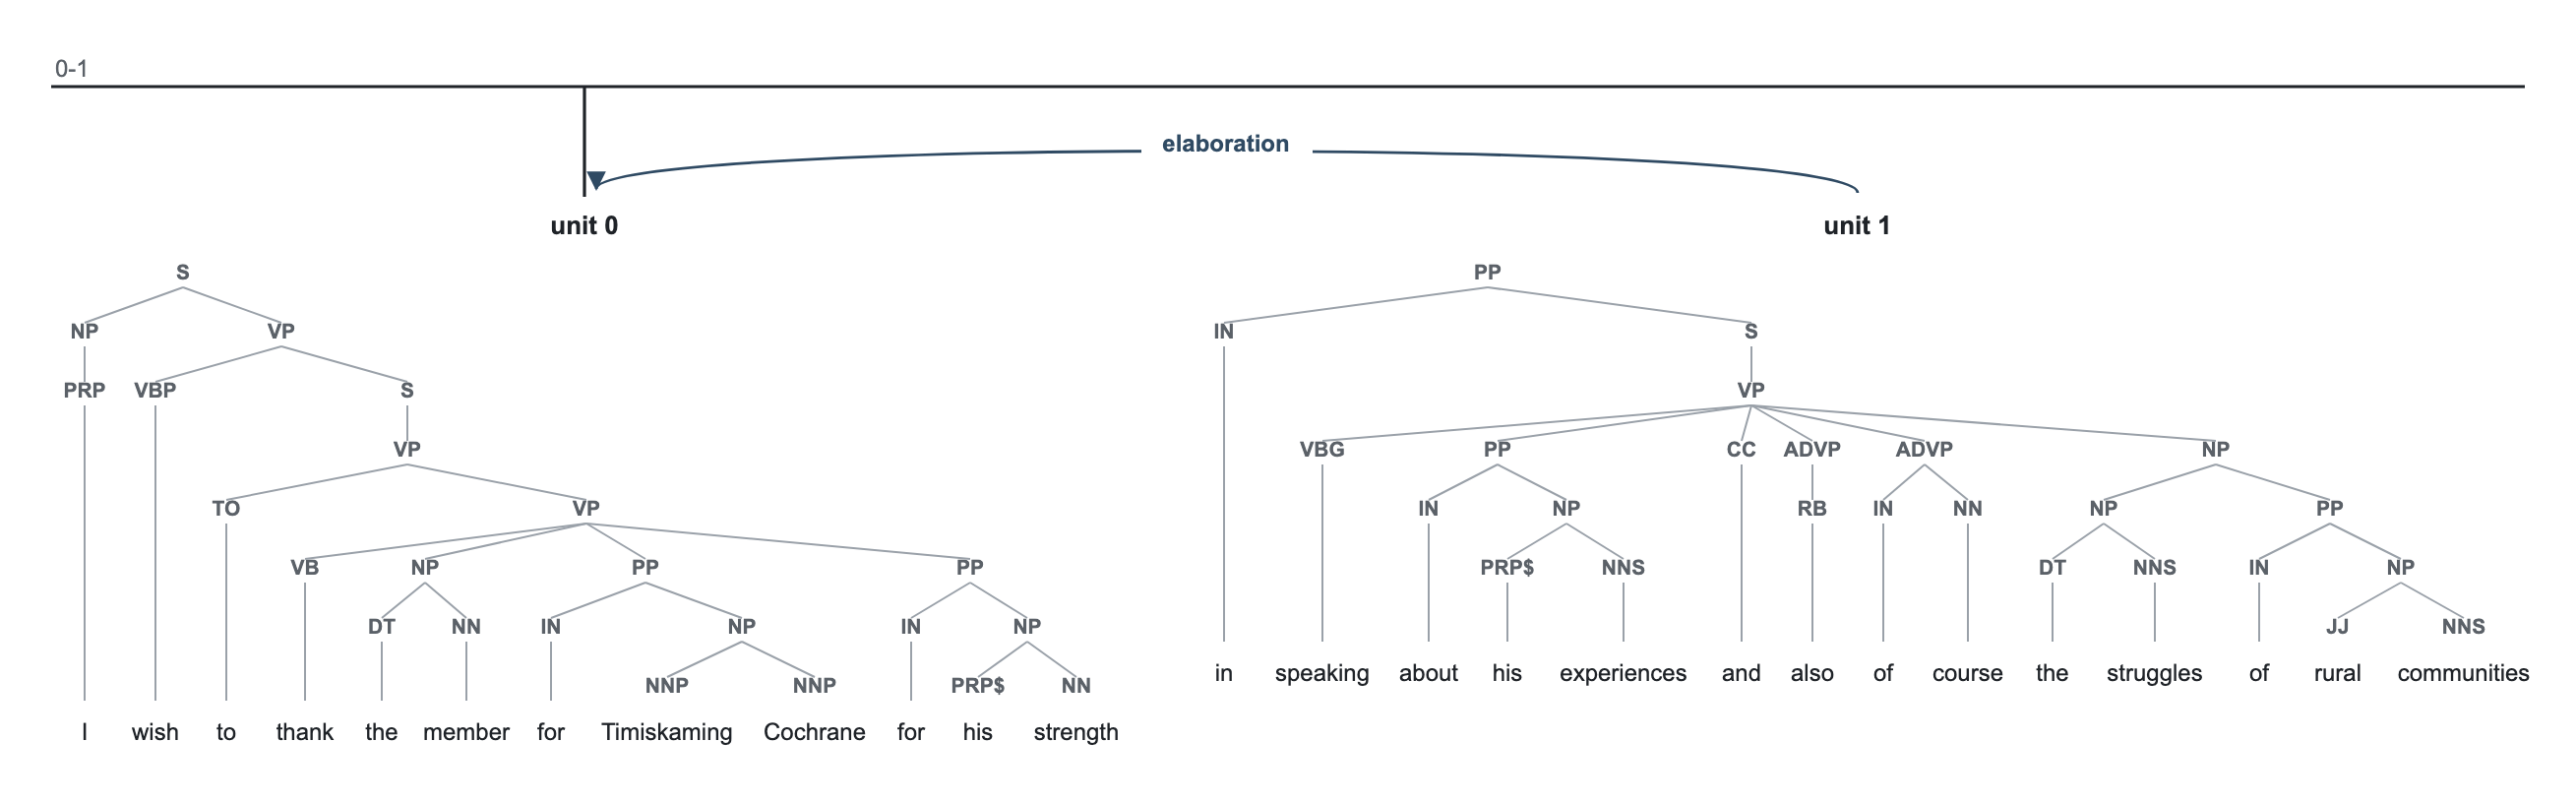 0-1
elaboration
unit 0 unit 1
S PP
NP VP IN S
PRP VBP S VP
VP VBG PP CC ADVP ADVP NP
TO VP IN NP RB IN NN NP PP
VB NP PP PP PRP$ NNS DT NNS IN NP
DT NN IN NP IN NP JJ NNS
in speaking about his experiences and also of course the struggles of rural communities
NNP NNP PRP$ NN
I wish to thank the member for Timiskaming Cochrane for his strength